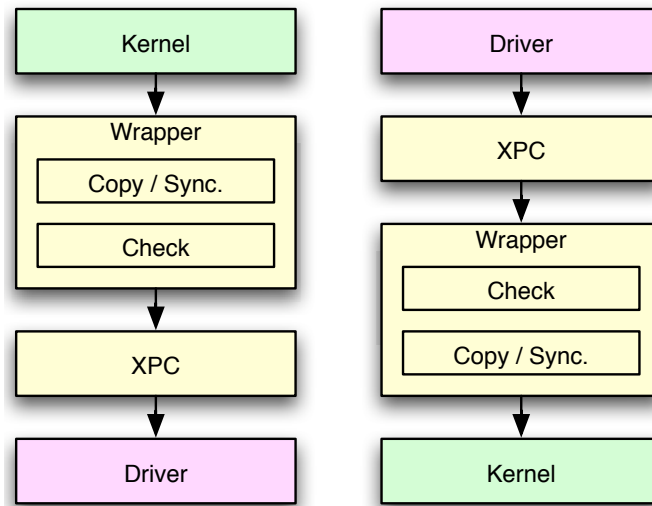 Kernel
Wrapper
Copy / Sync.
Check
XPC
Driver
Driver
XPC
Wrapper
Check
Copy / Sync.
Kernel